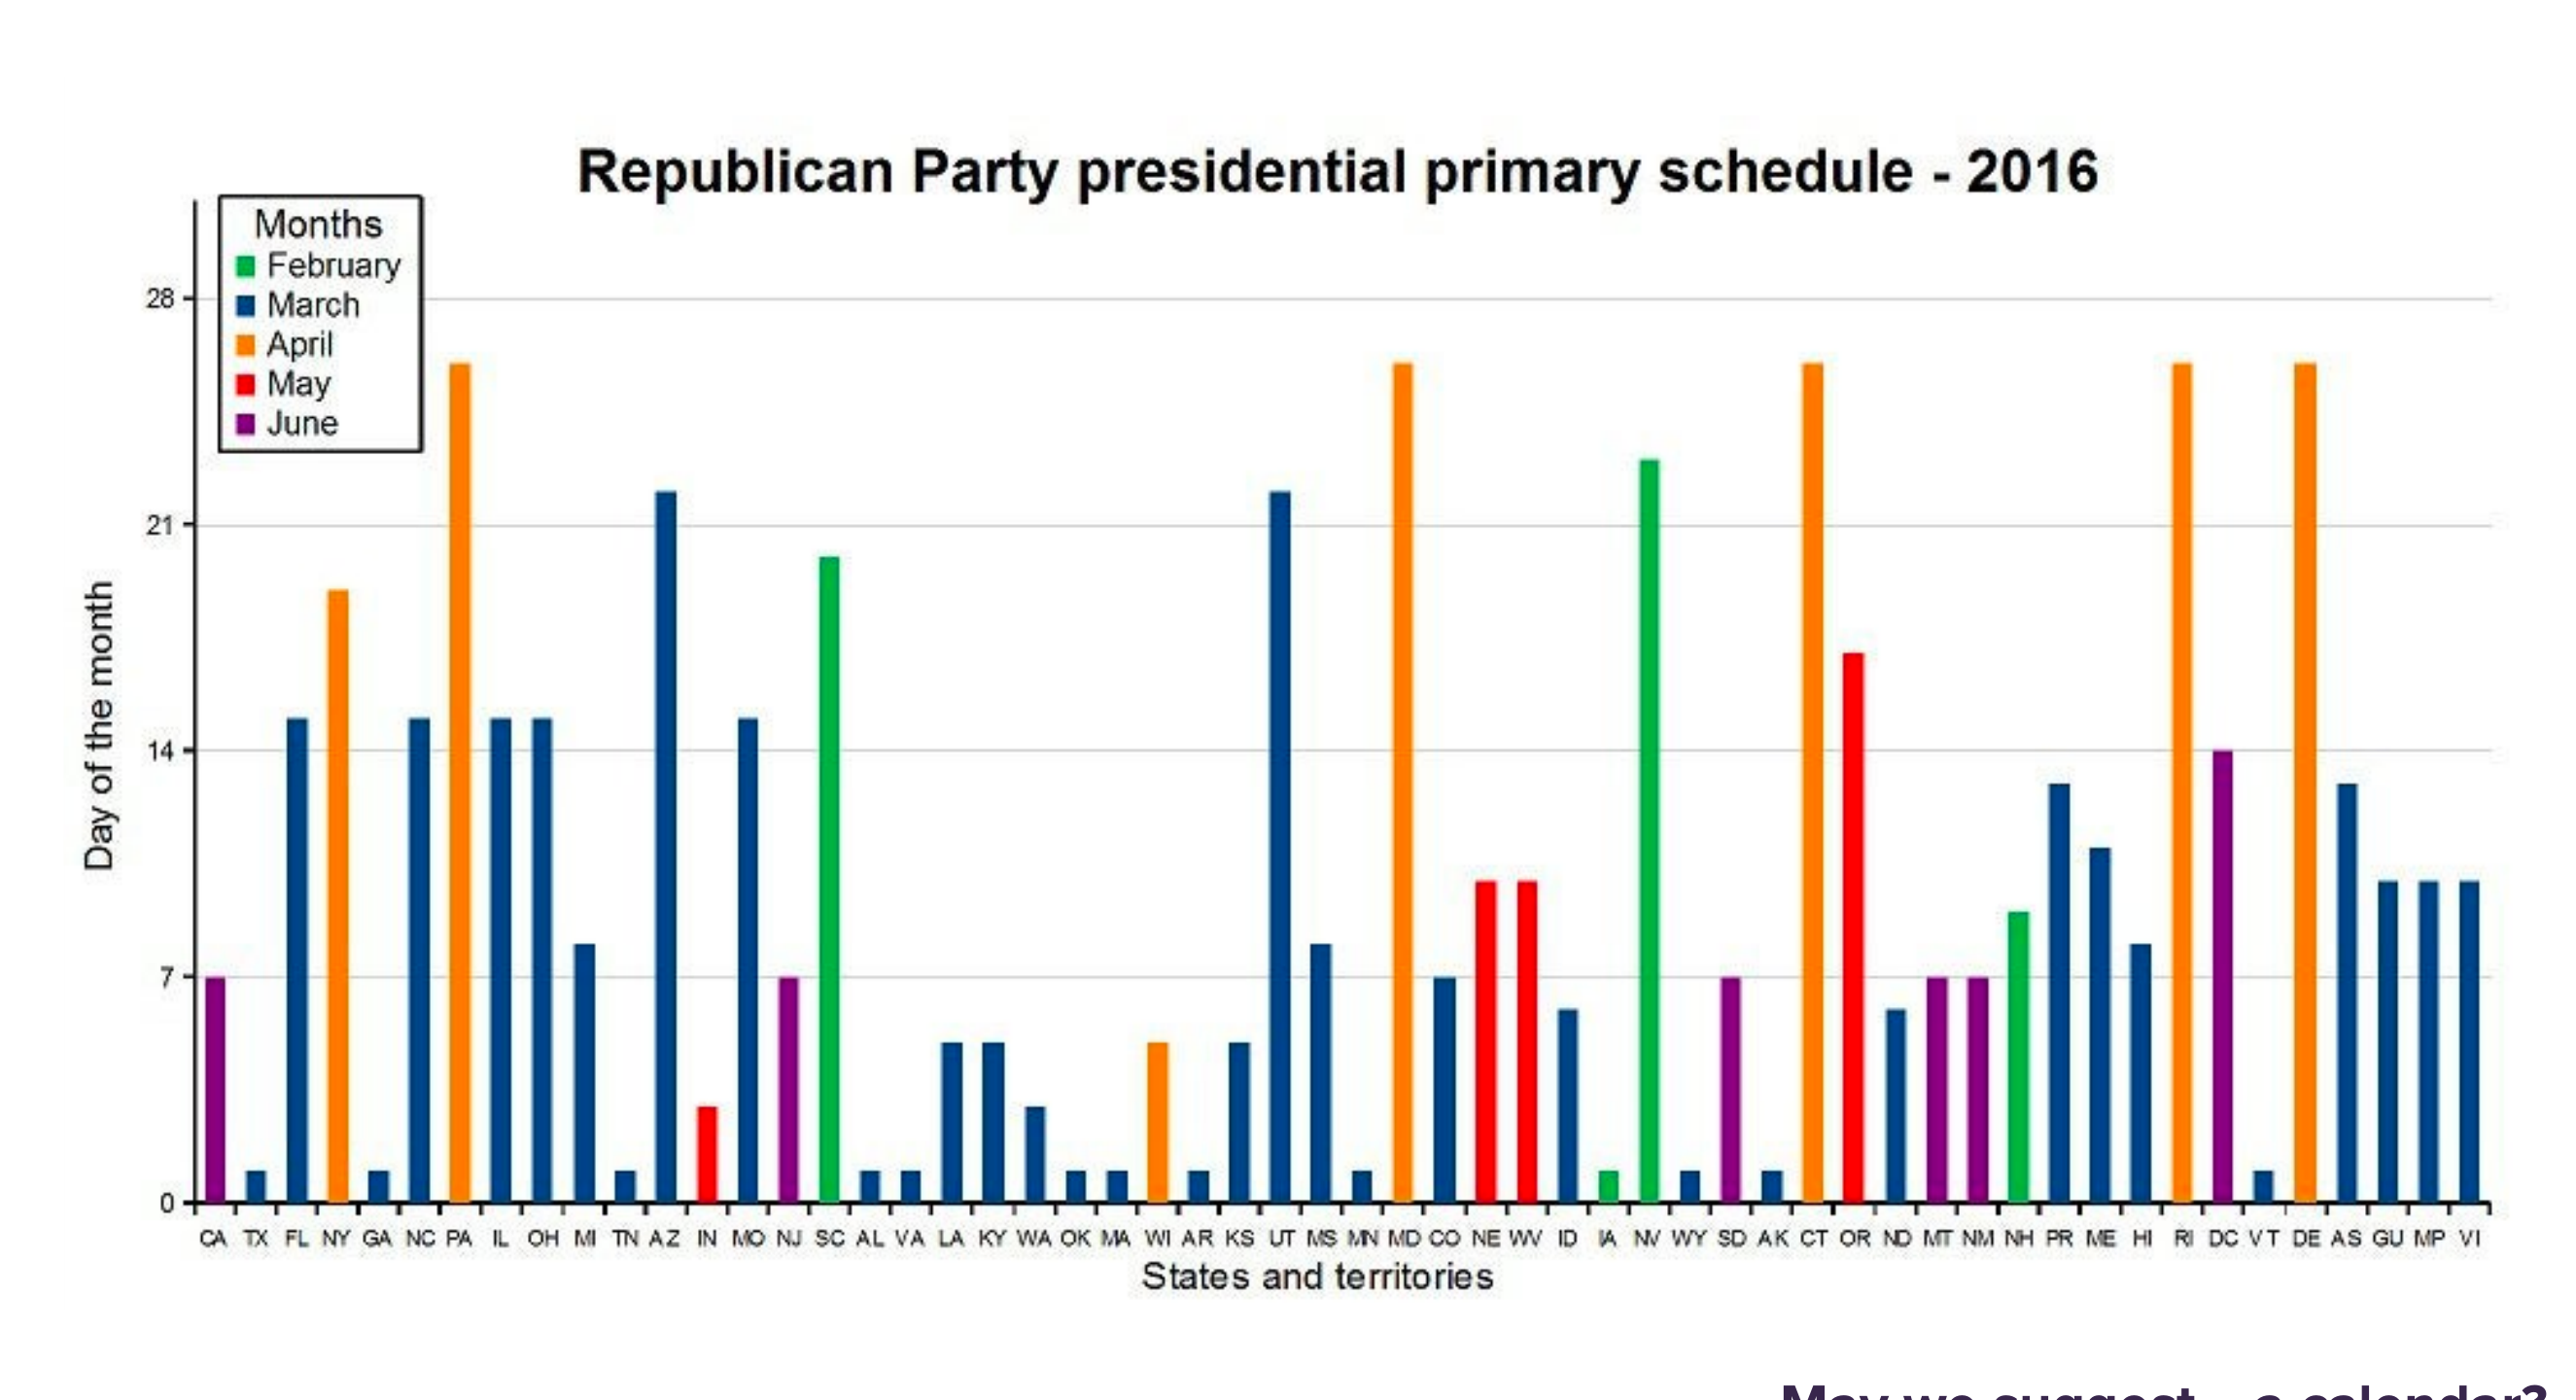 Republican Party presidential primary schedule - 2016
Months
February
March
April
May
June
28
21
14
7
0
Day of the month
CA TX FL NY GA NC PA IL OH MI TN AZ IN MO NJ SC AL VA LA KY WA OK MA WI AR KS UT MS MN MD CO NE WV ID IA NV WY SD AK CT OR ND MT NM NH PR ME HI RI DC VT DE AS GU MP VI
States and territories
May we suggest... a calendar?